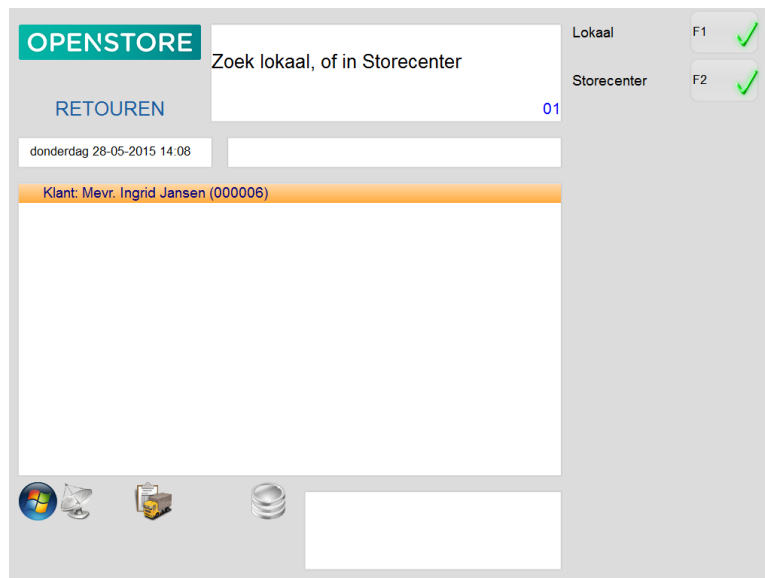 OPENSTORE
Zoek lokaal, of in Storecenter
RETOUREN
01
Lokaal
F1
Storecenter
F2
donderdag 28-05-2015 14:08
Klant: Mevr. Ingrid Jansen (000006)